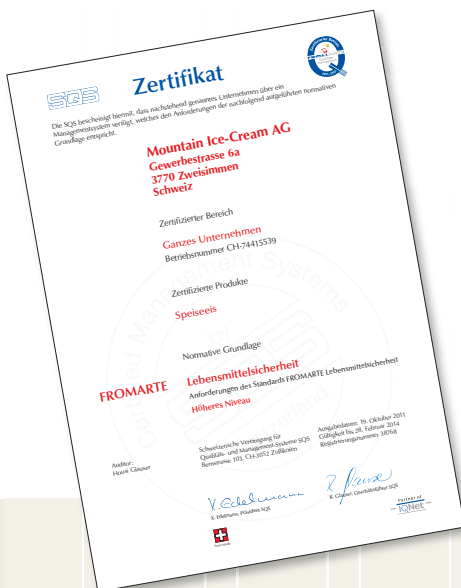 SQS
Zertifikat
Die SQS bescheinigt hiermit, dass nachstehend genanntes Unternehmen über ein
Managementsystem verfügt, welches den Anforderungen der nachfolgend aufgeführten normativen
Grundlage entspricht.
Mountain Ice-Cream AG
Gewerbestrasse 6a
3770 Zweisimmen
Schweiz
Zertifizierter Bereich
Ganzes Unternehmen
Betriebsnummer CH-74415539
Zertifizierte Produkte
Speiseeis
Normative Grundlage
FROMARTE Lebensmittelsicherheit
Anforderungen des Standards FROMARTE Lebensmittelsicherheit
Höheres Niveau
Auditor:
Housi Glauser
Schweizerische Vereinigung für
Qualitäts- und Management-Systeme SQS
Bernstrasse 103, CH-3052 Zollikofen
Ausgabedatum: 19. Oktober 2011
Gültigkeit bis 28. Februar 2014
Registrierungsnummer 38768
X. Edelmann, Präsident SQS
R. Glauser, Geschäftsführer SQS
Partner of
IQNet